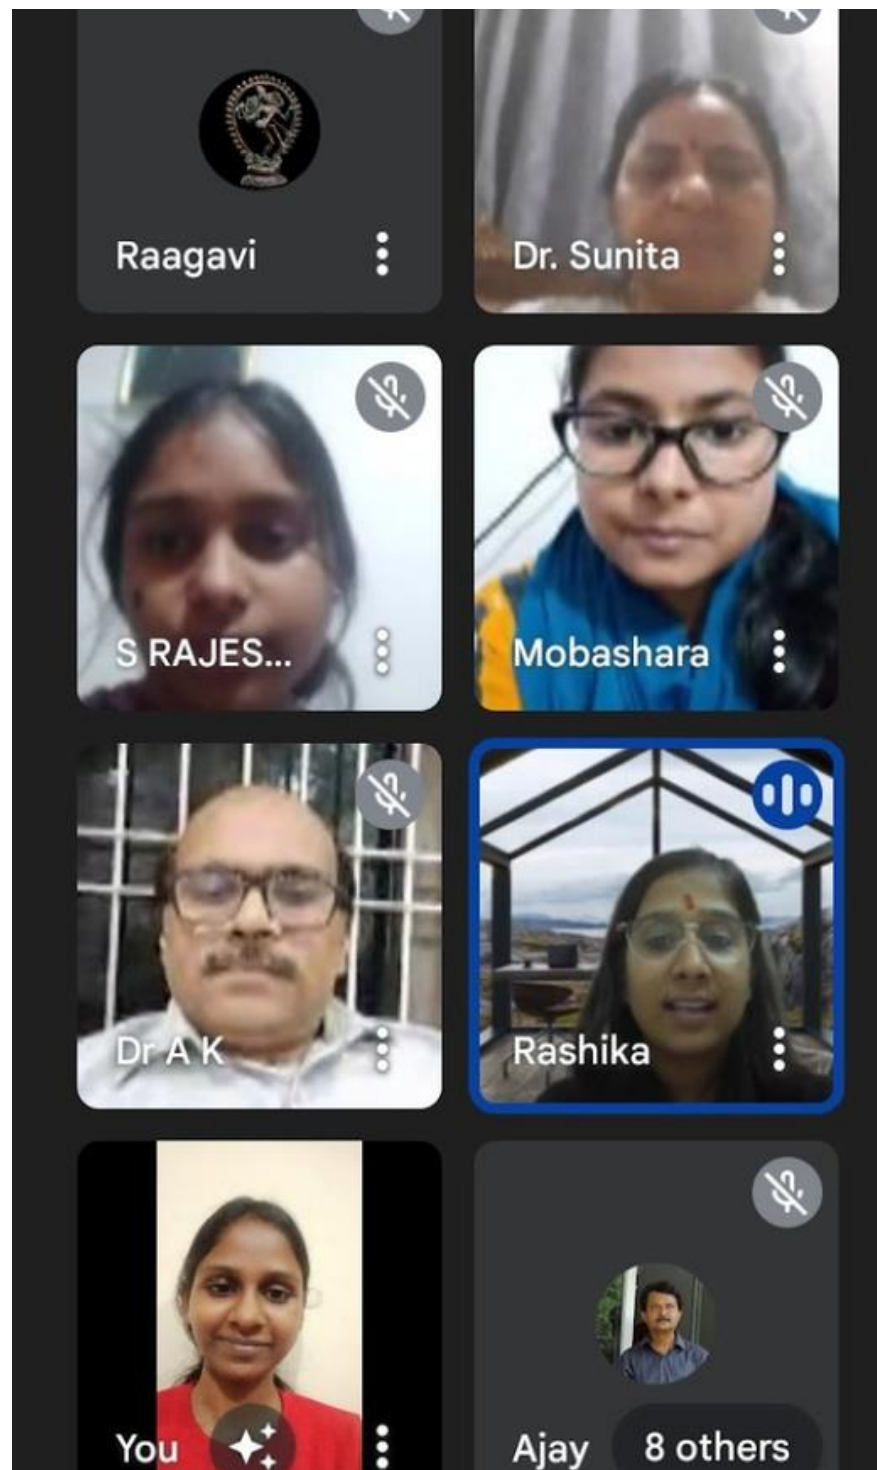 Raagavi
Dr. Sunita
S RAJES...
Mobashara
Dr A K
Rashika
You
Ajay
8 others